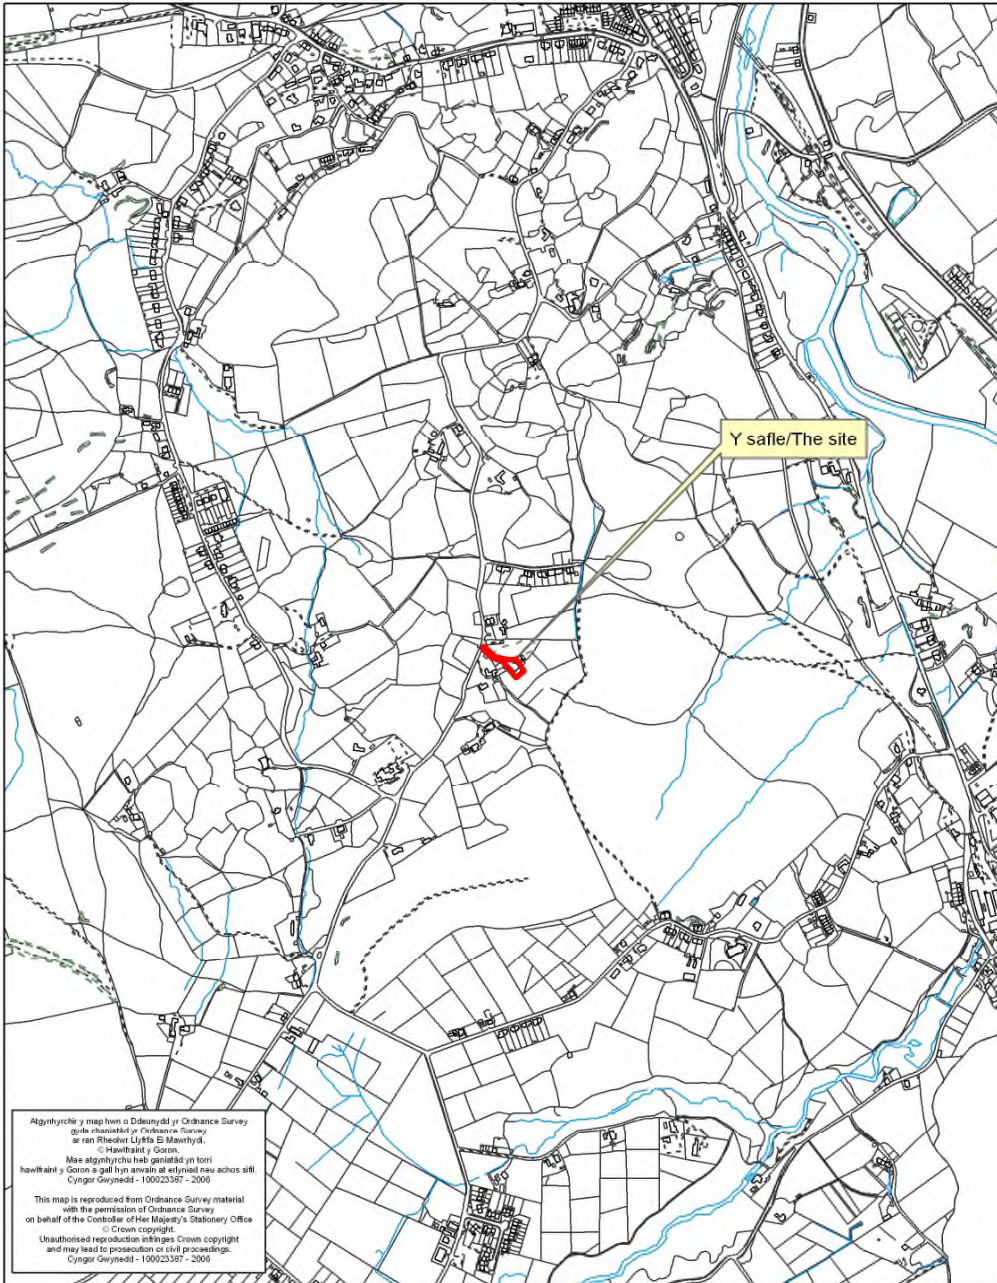 Y safle/The site
Atgynhyrchir y map hwn o Ddeunydd yr Ordnance Survey
gyda chaniatâd yr Ordnance Survey
ar ran Rheolwr Llyfrfa Ei Mawrhydi.
© Hawlfraint y Goron.
Mae atgynhyrchu heb ganiatâd yn torri
hawlfraint y Goron a gall hyn arwain at erlyniad neu achos sifil.
Cyngor Gwynedd - 100023387 - 2006
This map is reproduced from Ordnance Survey material
with the permission of Ordnance Survey
on behalf of the Controller of Her Majesty's Stationery Office
© Crown copyright.
Unauthorised reproduction infringes Crown copyright
and may lead to prosecution or civil proceedings.
Cyngor Gwynedd - 100023387 - 2006